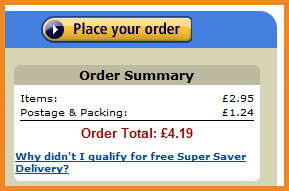 Place your order
Order Summary
Items: £2.95
Postage & Packing: £1.24
Order Total: £4.19
Why didn't I qualify for free Super Saver
Delivery?